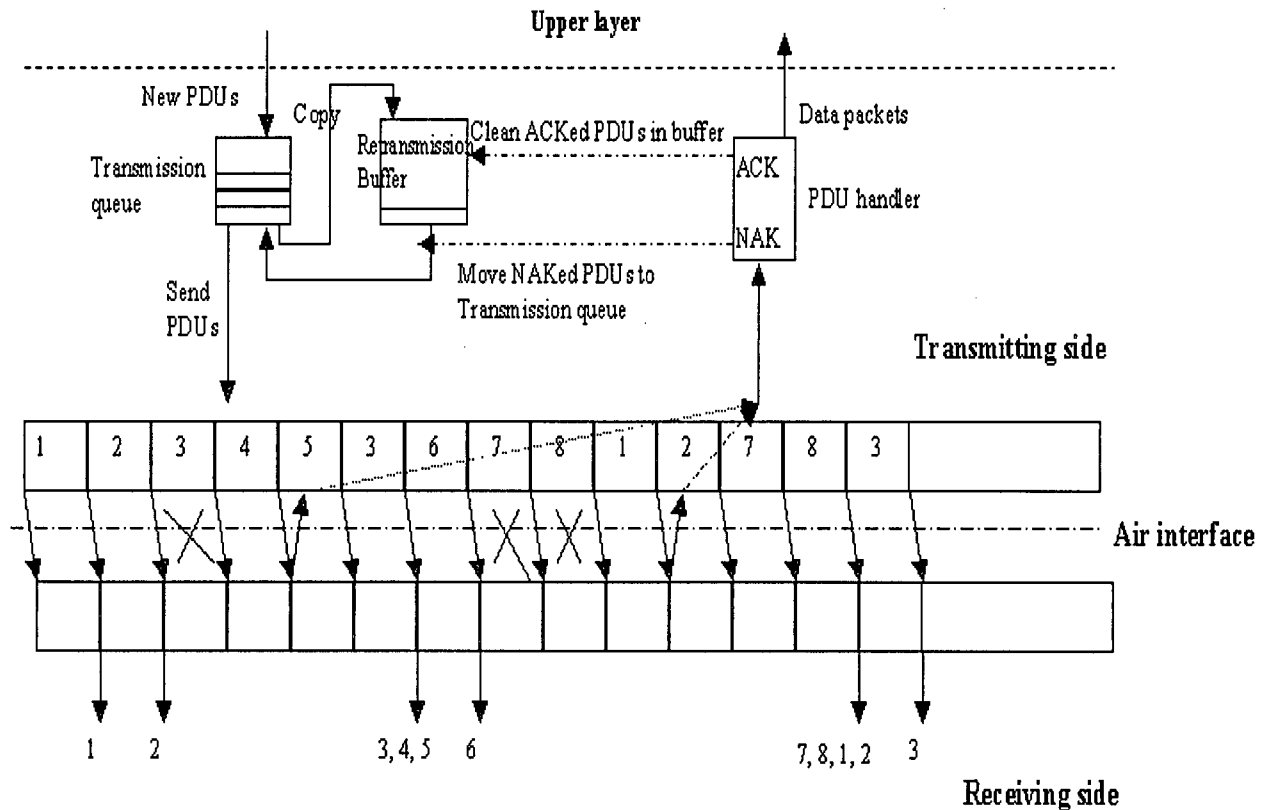 Upper layer
New PDUs
Copy
Data packets
Transmission
queue
Retransmission
Buffer
Clean ACKed PDUs in buffer
ACK
PDU handler
NAK
Move NAKed PDUs to
Transmission queue
Send
PDUs
Transmitting side
1 2 3 4 5 3 6 7 8 1 2 7 8 3
Air interface
1 2 3, 4, 5 6 7, 8, 1, 2 3
Receiving side